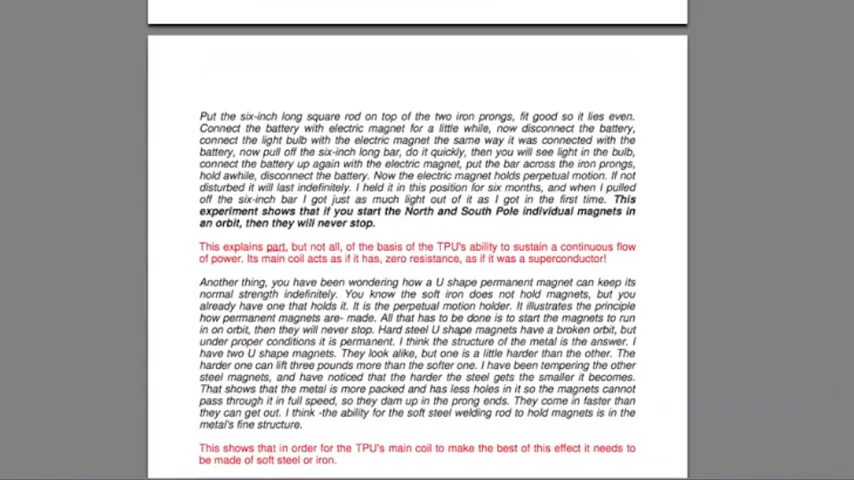 Put the six-inch long square rod on top of the two iron prongs, fit good so it lies even.
Connect the battery with electric magnet for a little while, now disconnect the battery,
connect the light bulb with the electric magnet the same way it was connected with the
battery, now pull off the six-inch long bar, do it quickly, then you will see light in the bulb,
connect the battery up again with the electric magnet, put the bar across the iron prongs,
hold awhile, disconnect the battery. Now the electric magnet holds perpetual motion. If not
disturbed it will last indefinitely. I held it in this position for six months, and when I pulled
off the six-inch bar I got just as much light out of it as I got in the first time. This
experiment shows that if you start the North and South Pole individual magnets in
an orbit, then they will never stop.
This explains part, but not all, of the basis of the TPU's ability to sustain a continuous flow
of power. Its main coil acts as if it has, zero resistance, as if it was a superconductor!
Another thing, you have been wondering how a U shape permanent magnet can keep its
normal strength indefinitely. You know the soft iron does not hold magnets, but you
already have one that holds it. It is the perpetual motion holder. It illustrates the principle
how permanent magnets are- made. All that has to be done is to start the magnets to run
in on orbit, then they will never stop. Hard steel U shape magnets have a broken orbit, but
under proper conditions it is permanent. I think the structure of the metal is the answer. I
have two U shape magnets. They look alike, but one is a little harder than the other. The
harder one can lift three pounds more than the softer one. I have been tempering the other
steel magnets, and have noticed that the harder the steel gets the smaller it becomes.
That shows that the metal is more packed and has less holes in it so the magnets cannot
pass through it in full speed, so they dam up in the prong ends. They come in faster than
they can get out. I think -the ability for the soft steel welding rod to hold magnets is in the
metal's fine structure.
This shows that in order for the TPU's main coil to make the best of this effect it needs to
be made of soft steel or iron.